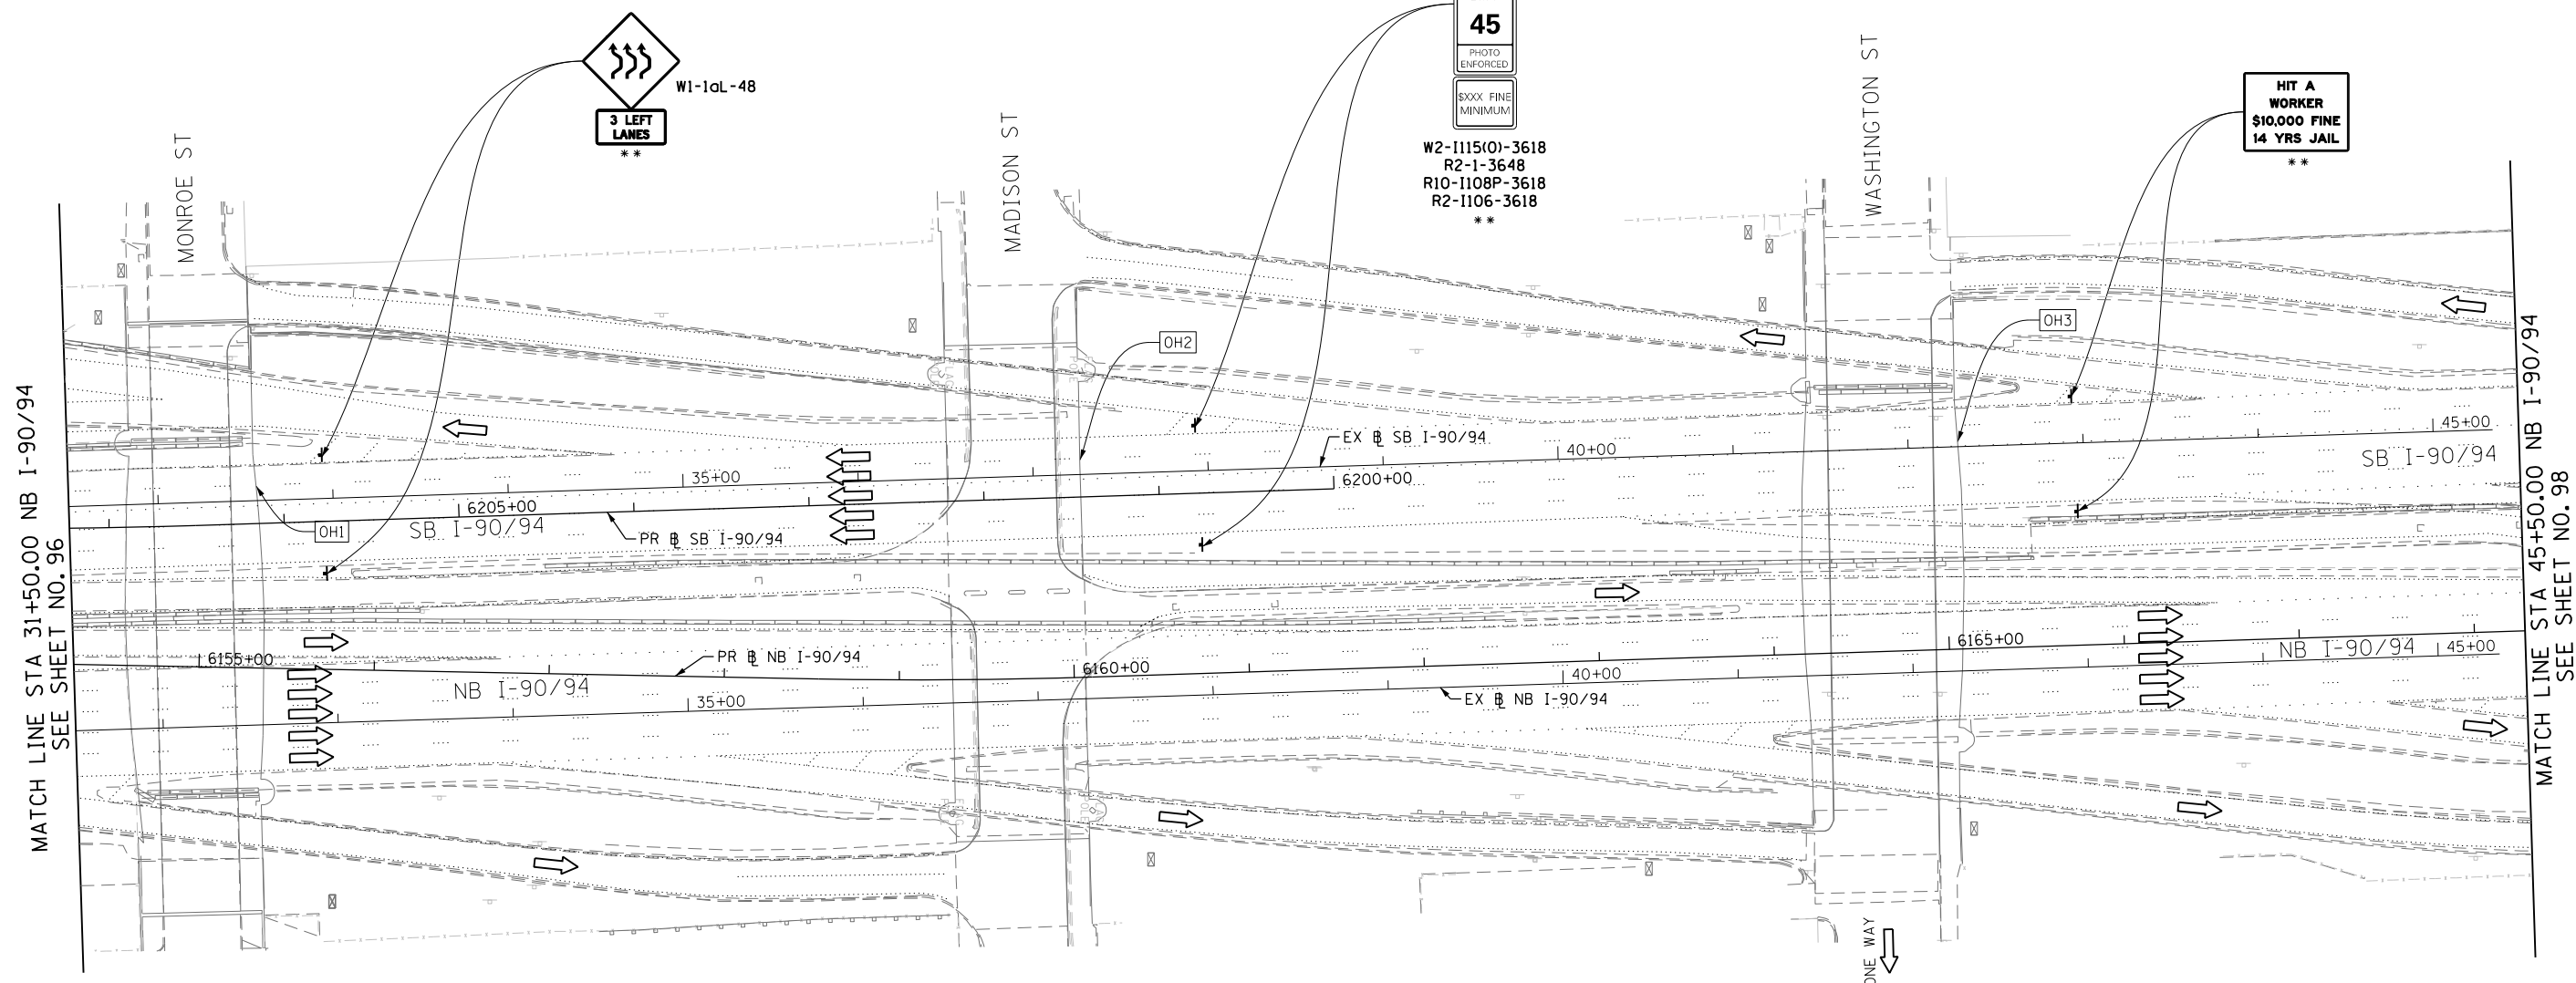 W1-1aL-48
3 LEFT
LANES
**
45
PHOTO
ENFORCED
$XXX FINE
MINIMUM
W2-I115(O)-3618
R2-1-3648
R10-I108P-3618
R2-I106-3618
**
HIT A
WORKER
$10,000 FINE
14 YRS JAIL
**
MONROE ST
MADISON ST
WASHINGTON ST
MATCH LINE STA 31+50.00 NB I-90/94
SEE SHEET NO. 96
OH1
OH2
OH3
EX BL SB I-90/94
35+00
40+00
45+00
SB I-90/94
6205+00
6200+00
SB I-90/94
PR BL SB I-90/94
6155+00
PR BL NB I-90/94
6160+00
6165+00
NB I-90/94
NB I-90/94
35+00
40+00
45+00
EX BL NB I-90/94
ONE WAY
MATCH LINE STA 45+50.00 NB I-90/94
SEE SHEET NO. 98